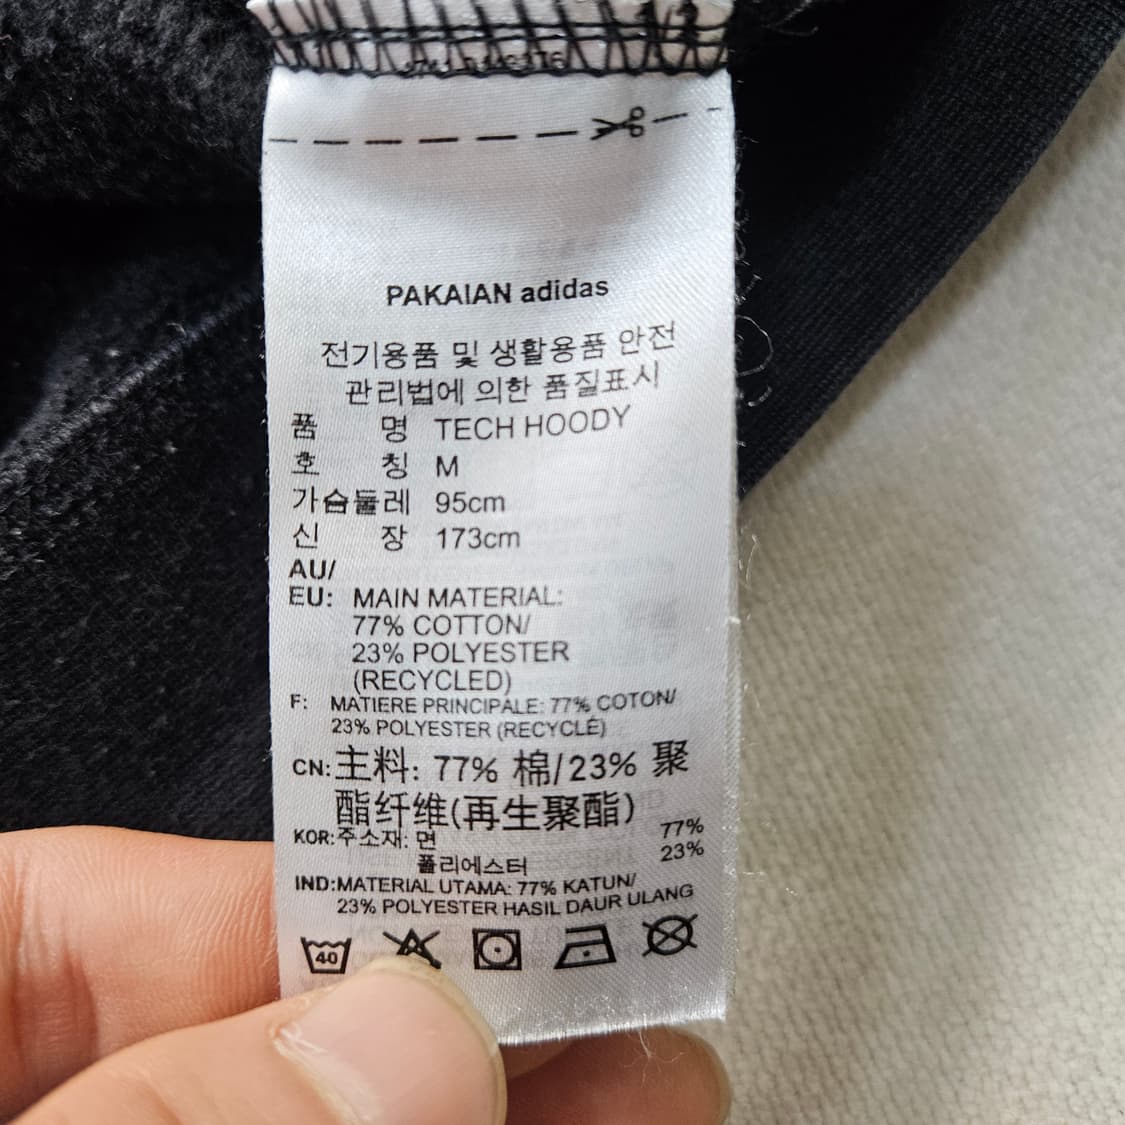 PAKAIAN adidas
전기용품 및 생활용품 안전
관리법에 의한 품질표시
품 명 TECH HOODY
호 칭 M
가슴둘레 95cm
신 장 173cm
AU/
EU: MAIN MATERIAL:
77% COTTON/
23% POLYESTER
(RECYCLED)
F: MATIERE PRINCIPALE: 77% COTON/
23% POLYESTER (RECYCLÉ)
CN: 主料: 77% 棉/23% 聚
酯纤维(再生聚酯)
KOR: 주소재: 면 77%
폴리에스터 23%
IND: MATERIAL UTAMA: 77% KATUN/
23% POLYESTER HASIL DAUR ULANG
40